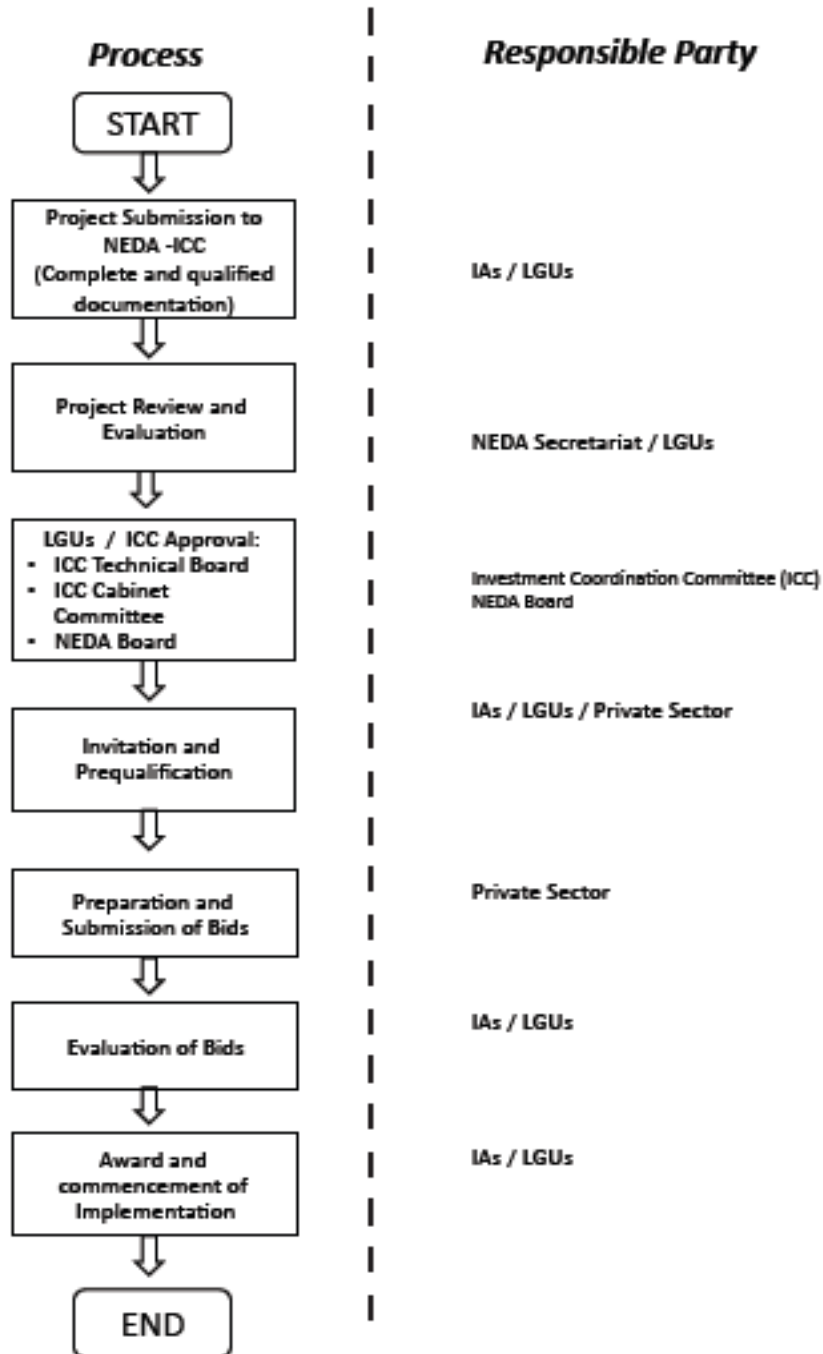 Process
Responsible Party
START
Project Submission to
NEDA -ICC
(Complete and qualified
documentation)
IAs / LGUs
Project Review and
Evaluation
NEDA Secretariat / LGUs
LGUs / ICC Approval:
▪ ICC Technical Board
▪ ICC Cabinet
Committee
▪ NEDA Board
Investment Coordination Committee (ICC)
NEDA Board
IAs / LGUs / Private Sector
Invitation and
Prequalification
Preparation and
Submission of Bids
Private Sector
Evaluation of Bids
IAs / LGUs
Award and
commencement of
Implementation
IAs / LGUs
END